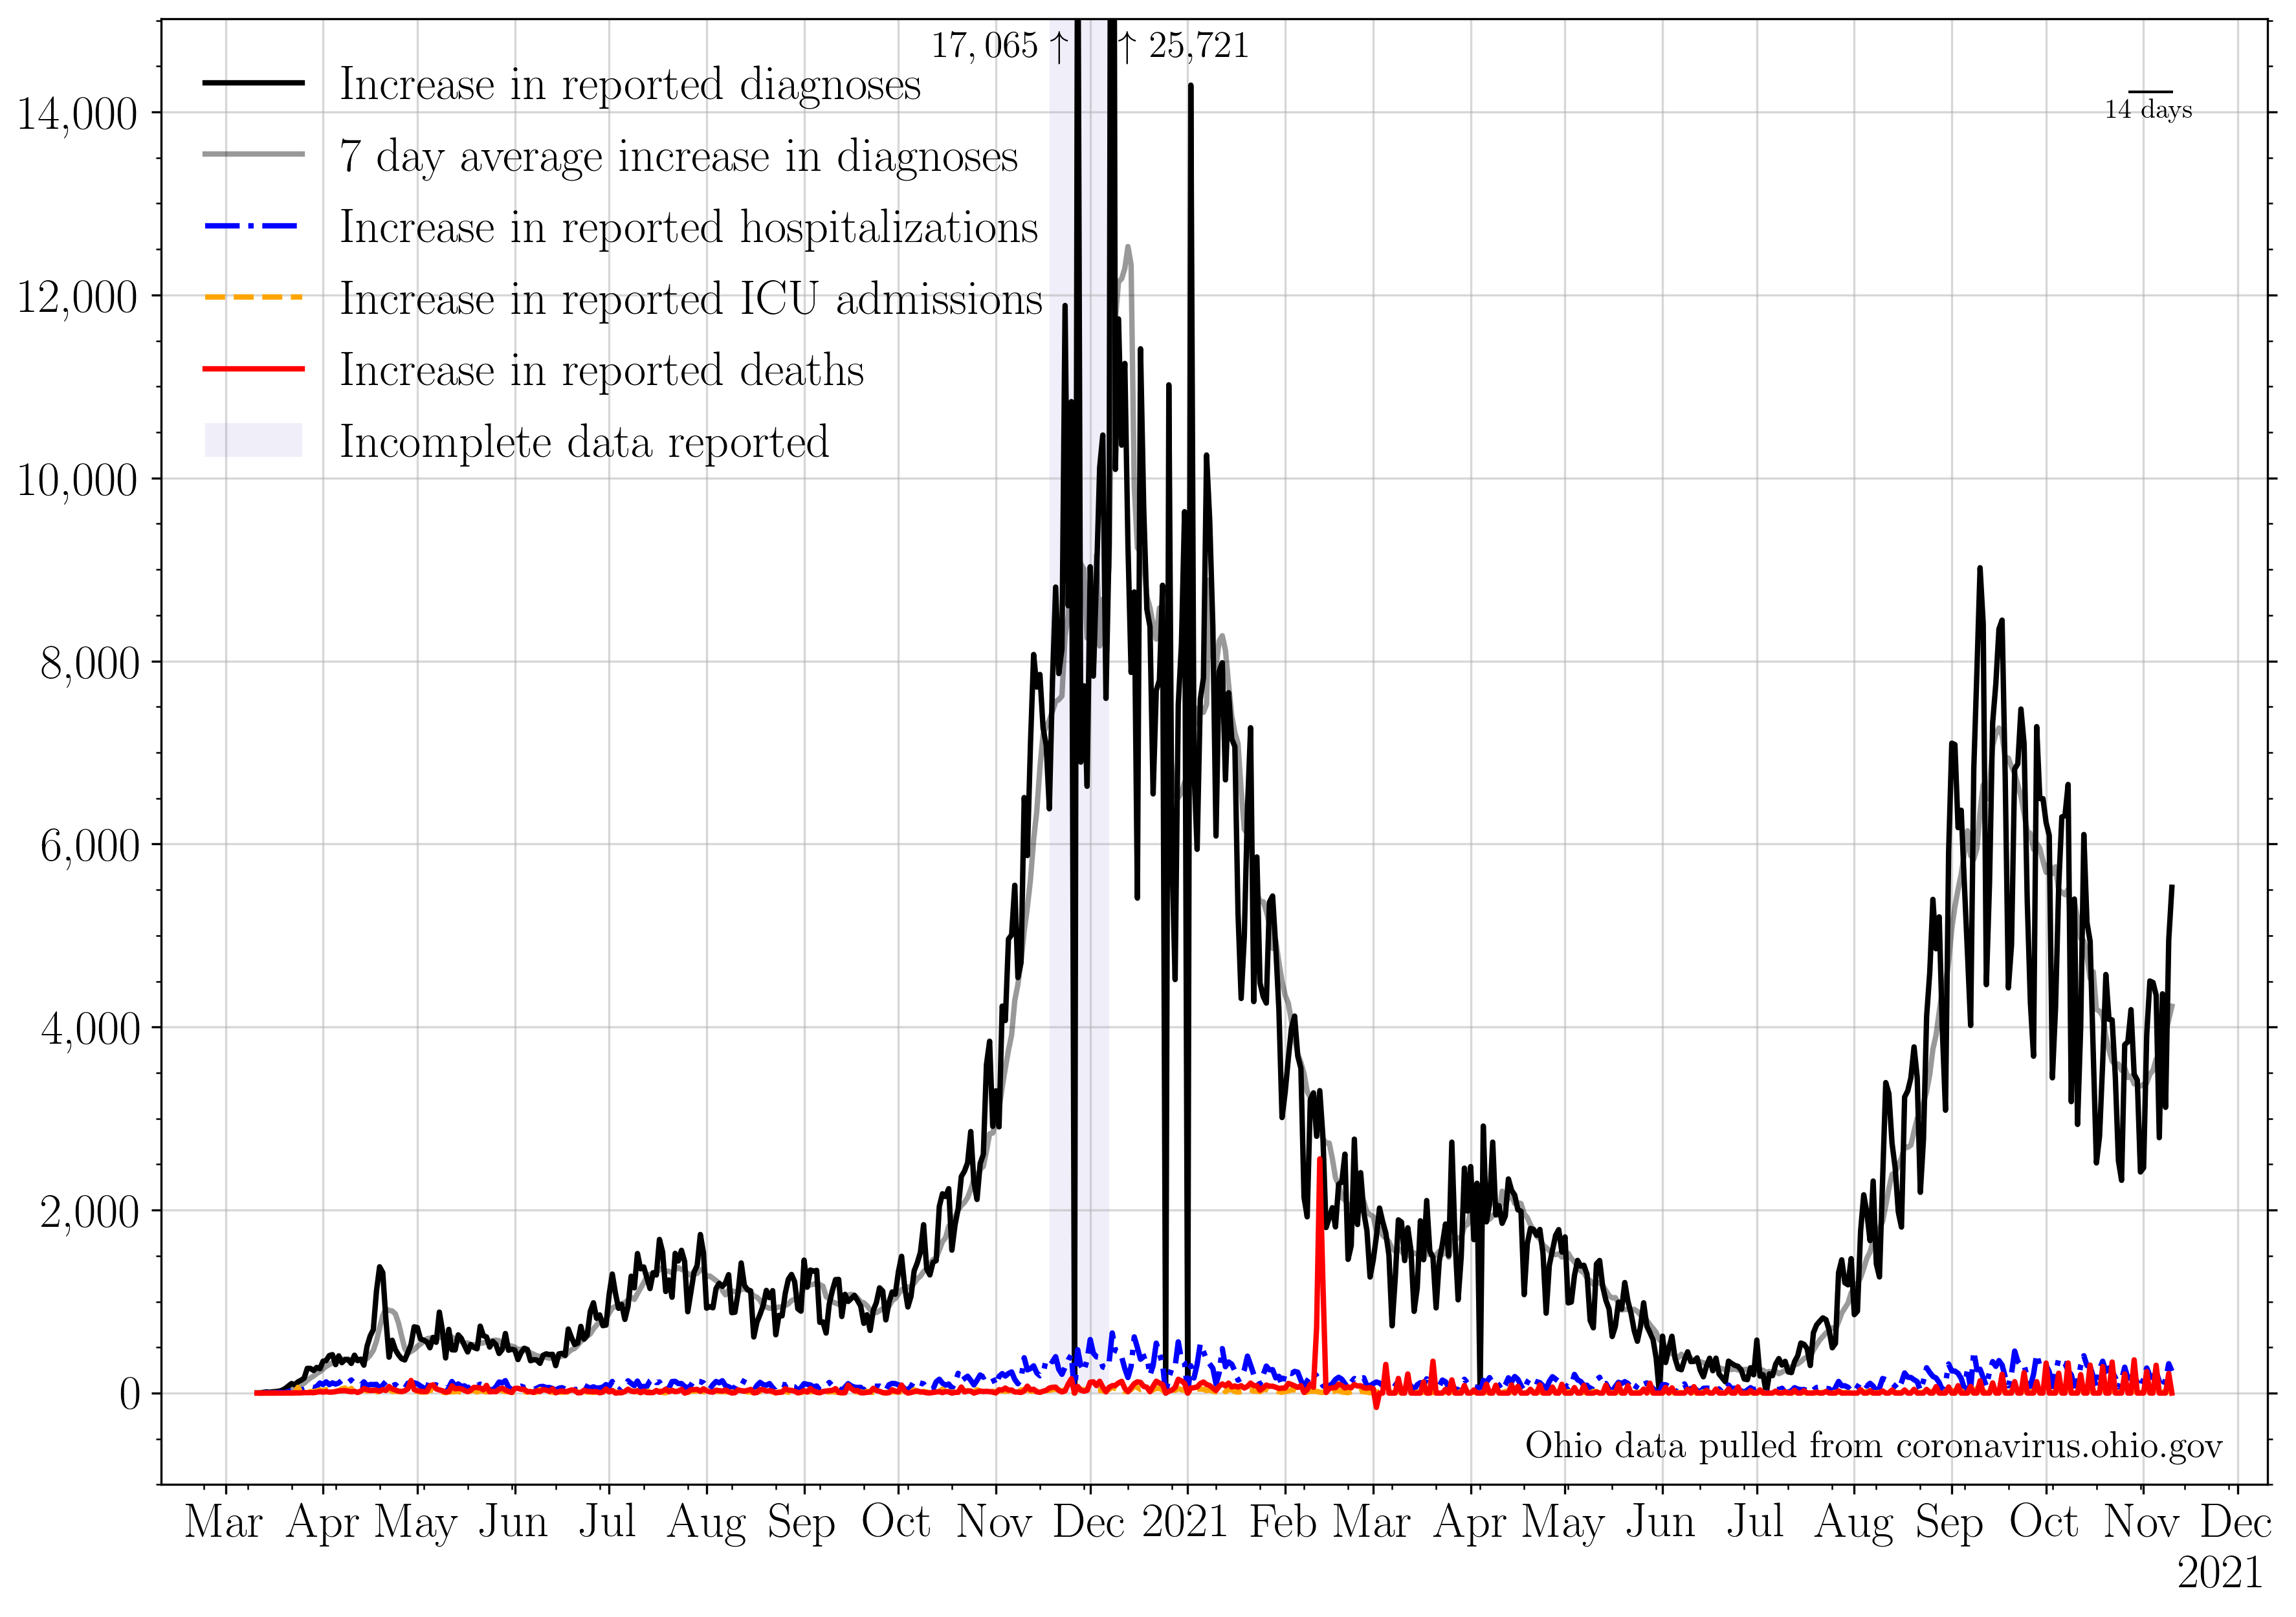 17,065 ↑ ↑ 25,721
Increase in reported diagnoses
7 day average increase in diagnoses
Increase in reported hospitalizations
Increase in reported ICU admissions
Increase in reported deaths
Incomplete data reported
14 days
14,000
12,000
10,000
8,000
6,000
4,000
2,000
0
Ohio data pulled from coronavirus.ohio.gov
Mar Apr May Jun Jul Aug Sep Oct Nov Dec 2021 Feb Mar Apr May Jun Jul Aug Sep Oct Nov Dec
2021